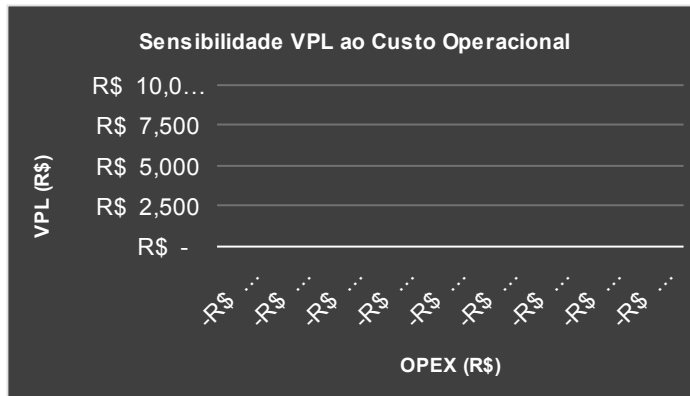 Sensibilidade VPL ao Custo Operacional
R$ 10,0…
R$ 7,500
R$ 5,000
R$ 2,500
R$ -
VPL (R$)
-R$ …
-R$ …
-R$ …
-R$ …
-R$ …
-R$ …
-R$ …
-R$ …
-R$ …
OPEX (R$)